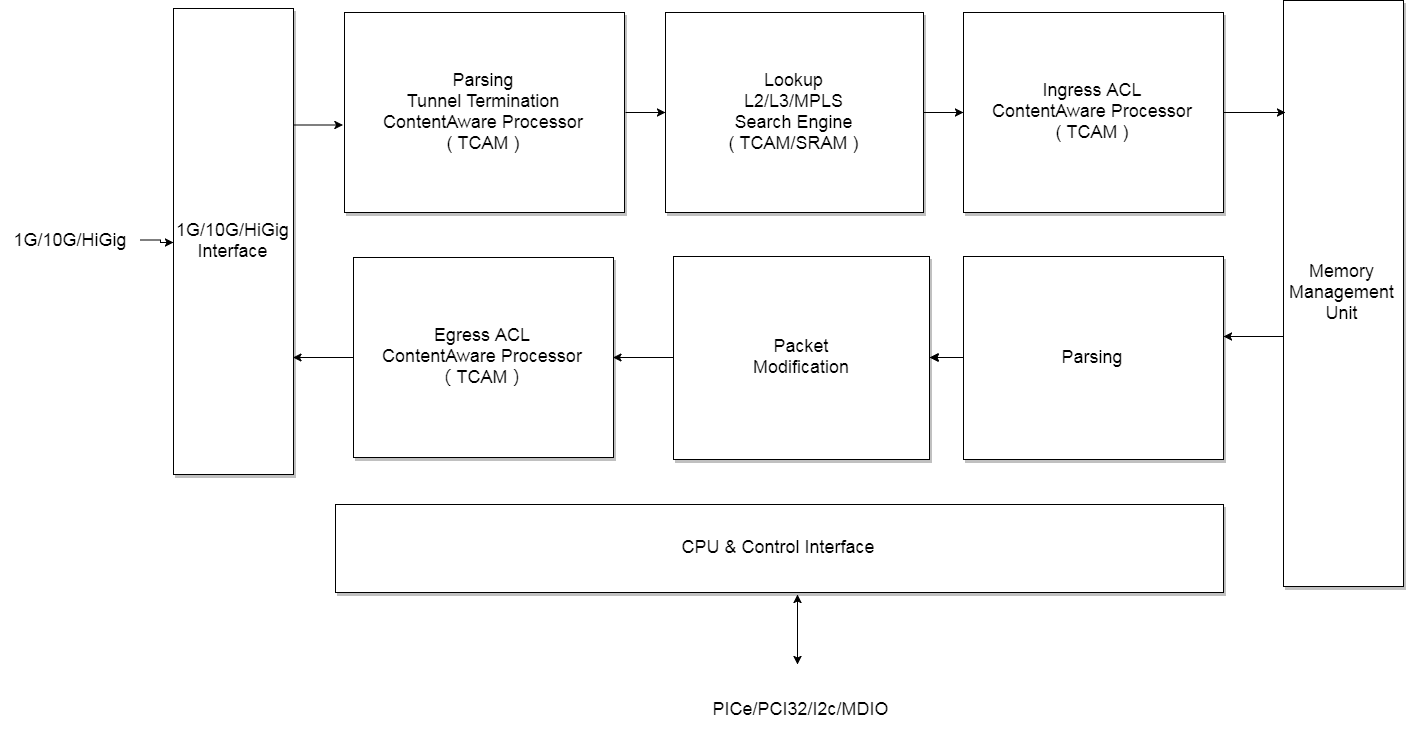 Parsing
Tunnel Termination
ContentAware Processor
( TCAM )
Lookup
L2/L3/MPLS
Search Engine
( TCAM/SRAM )
Ingress ACL
ContentAware Processor
( TCAM )
1G/10G/HiGig
1G/10G/HiGig
Interface
Memory
Management
Unit
Egress ACL
ContentAware Processor
( TCAM )
Packet
Modification
Parsing
CPU & Control Interface
PICe/PCI32/I2c/MDIO